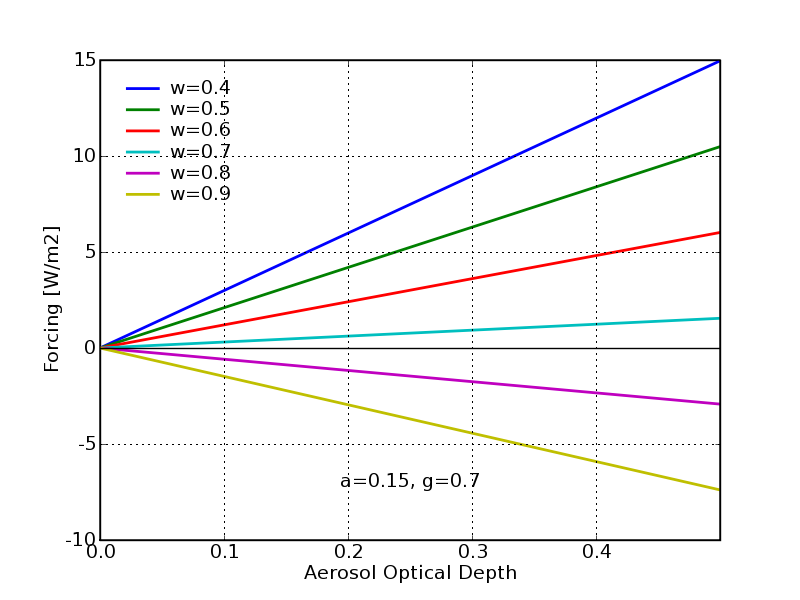 15
w=0.4
w=0.5
w=0.6
w=0.7
w=0.8
w=0.9
10
5
0
-5
-10
Forcing [W/m2]
a=0.15, g=0.7
0.0 0.1 0.2 0.3 0.4
Aerosol Optical Depth